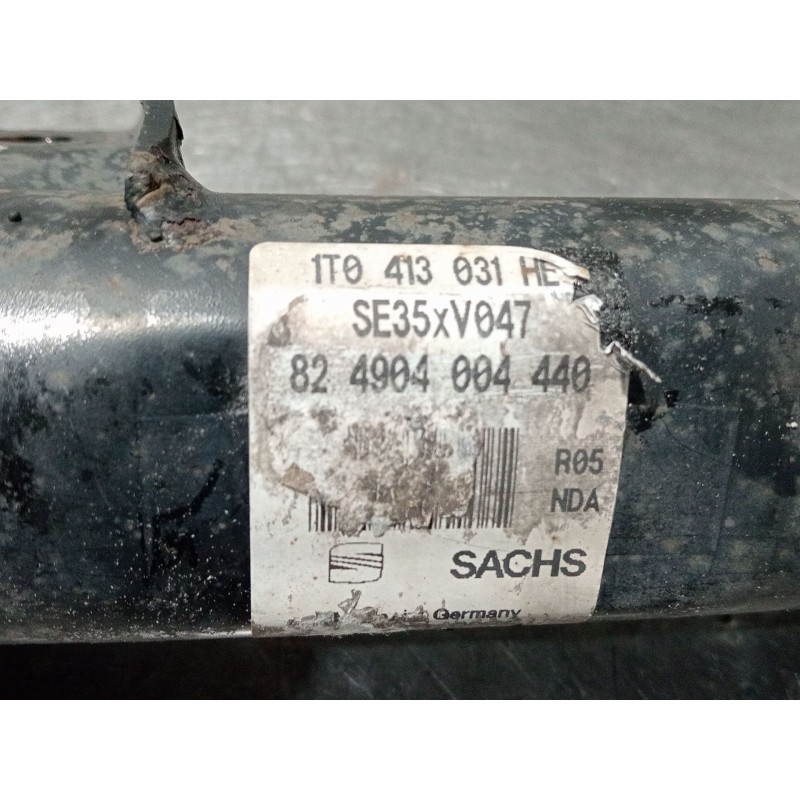 1T0 413 031 HE
SE35xV047
82 4904 004 440
R05
NDA
SACHS
Germany